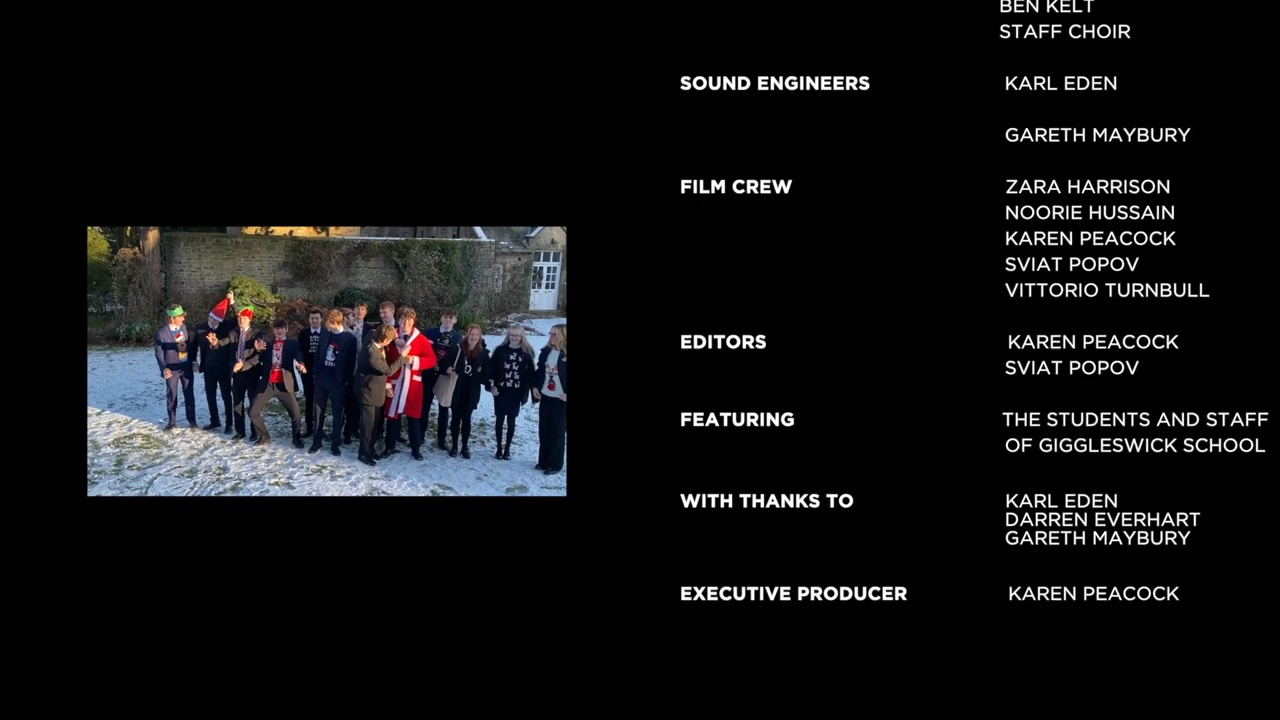 BEN KELT
STAFF CHOIR
SOUND ENGINEERS KARL EDEN
GARETH MAYBURY
FILM CREW ZARA HARRISON
NOORIE HUSSAIN
KAREN PEACOCK
SVIAT POPOV
VITTORIO TURNBULL
EDITORS KAREN PEACOCK
SVIAT POPOV
FEATURING THE STUDENTS AND STAFF
OF GIGGLESWICK SCHOOL
WITH THANKS TO KARL EDEN
DARREN EVERHART
GARETH MAYBURY
EXECUTIVE PRODUCER KAREN PEACOCK